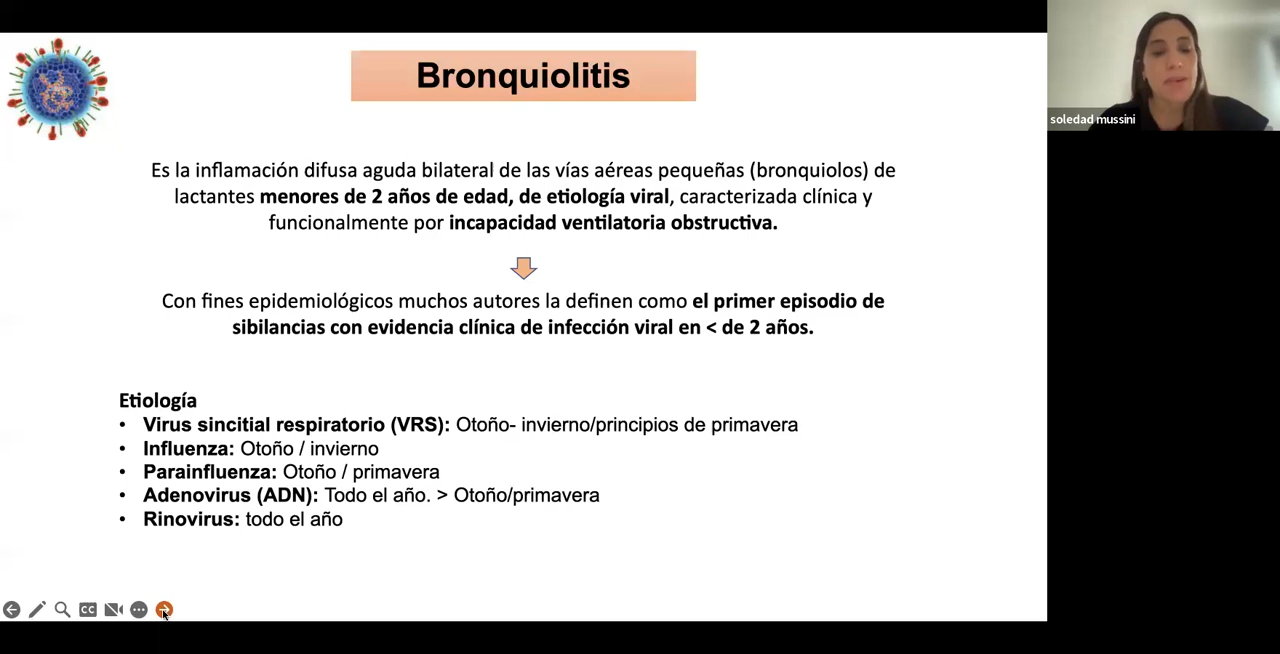 Bronquiolitis
soledad mussini
Es la inflamación difusa aguda bilateral de las vías aéreas pequeñas (bronquiolos) de
lactantes menores de 2 años de edad, de etiología viral, caracterizada clínica y
funcionalmente por incapacidad ventilatoria obstructiva.
Con fines epidemiológicos muchos autores la definen como el primer episodio de
sibilancias con evidencia clínica de infección viral en < de 2 años.
Etiología
• Virus sincitial respiratorio (VRS): Otoño- invierno/principios de primavera
• Influenza: Otoño / invierno
• Parainfluenza: Otoño / primavera
• Adenovirus (ADN): Todo el año. > Otoño/primavera
• Rinovirus: todo el año
CC